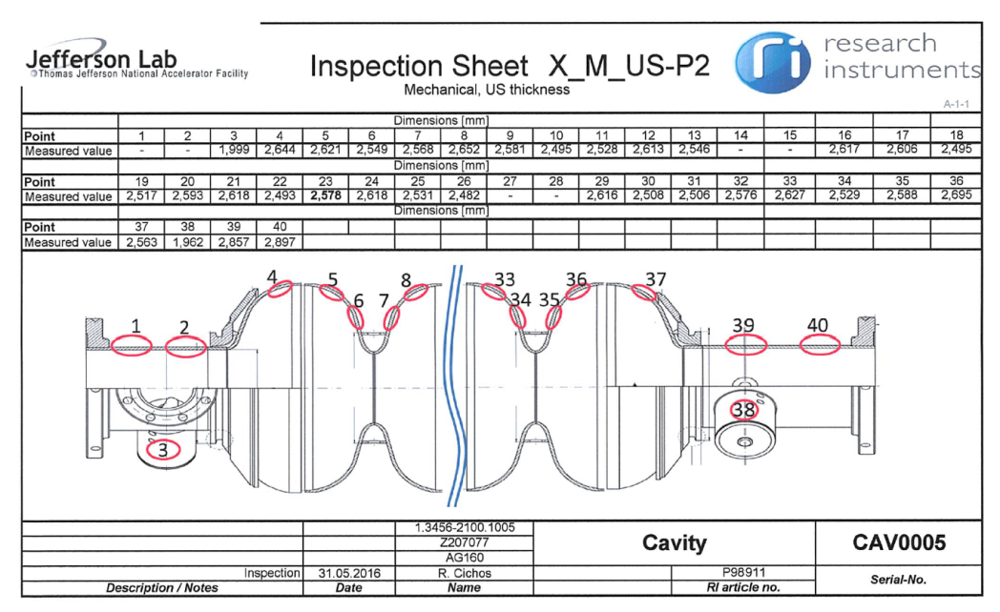 Jefferson Lab
Thomas Jefferson National Accelerator Facility
Inspection Sheet X_M_US-P2
Mechanical, US thickness
ri research instruments
A-1-1
Dimensions [mm]
Point 1 2 3 4 5 6 7 8 9 10 11 12 13 14 15 16 17 18
Measured value - - 1,999 2,644 2,621 2,549 2,568 2,652 2,581 2,495 2,528 2,613 2,546 - - 2,617 2,606 2,495
Dimensions [mm]
Point 19 20 21 22 23 24 25 26 27 28 29 30 31 32 33 34 35 36
Measured value 2,517 2,593 2,618 2,493 2,578 2,618 2,531 2,482 - - 2,616 2,508 2,506 2,576 2,627 2,529 2,588 2,695
Dimensions [mm]
Point 37 38 39 40
Measured value 2,563 1,962 2,857 2,897
4 5 8 33 36 37
6 7 34 35
1 2 39 40
38
3
1.3456-2100.1005
Z207077
AG160
Cavity
CAV0005
Inspection 31.05.2016 R. Cichos P98911
Description / Notes Date Name RI article no. Serial-No.